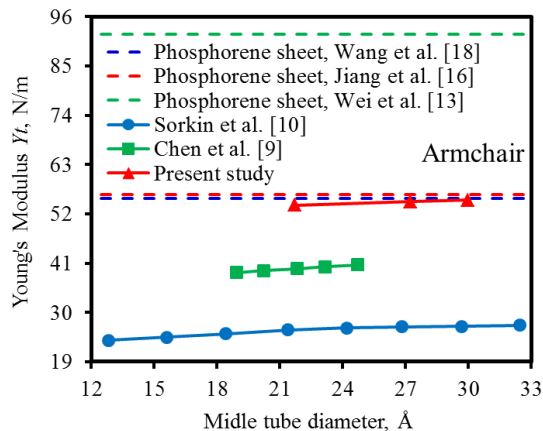 96
85
74
63
52
41
30
19
Young's Modulus Yt, N/m
Phosphorene sheet, Wang et al. [18]
Phosphorene sheet, Jiang et al. [16]
Phosphorene sheet, Wei et al. [13]
Sorkin et al. [10]
Chen et al. [9]
Present study
Armchair
12 15 18 21 24 27 30 33
Midle tube diameter, Å